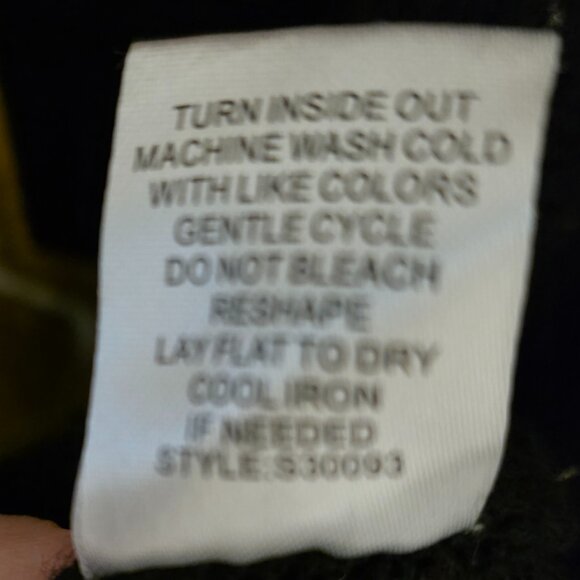 TURN INSIDE OUT
MACHINE WASH COLD
WITH LIKE COLORS
GENTLE CYCLE
DO NOT BLEACH
RESHAPE
LAY FLAT TO DRY
COOL IRON
IF NEEDED
STYLE: S30093